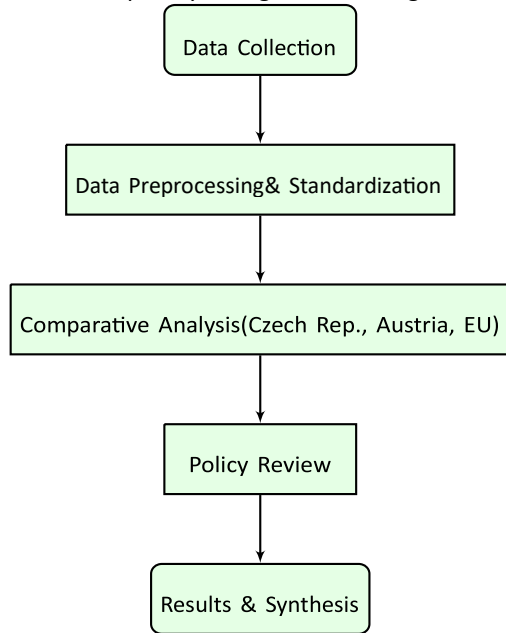 Data Collection
Data Preprocessing& Standardization
Comparative Analysis(Czech Rep., Austria, EU)
Policy Review
Results & Synthesis